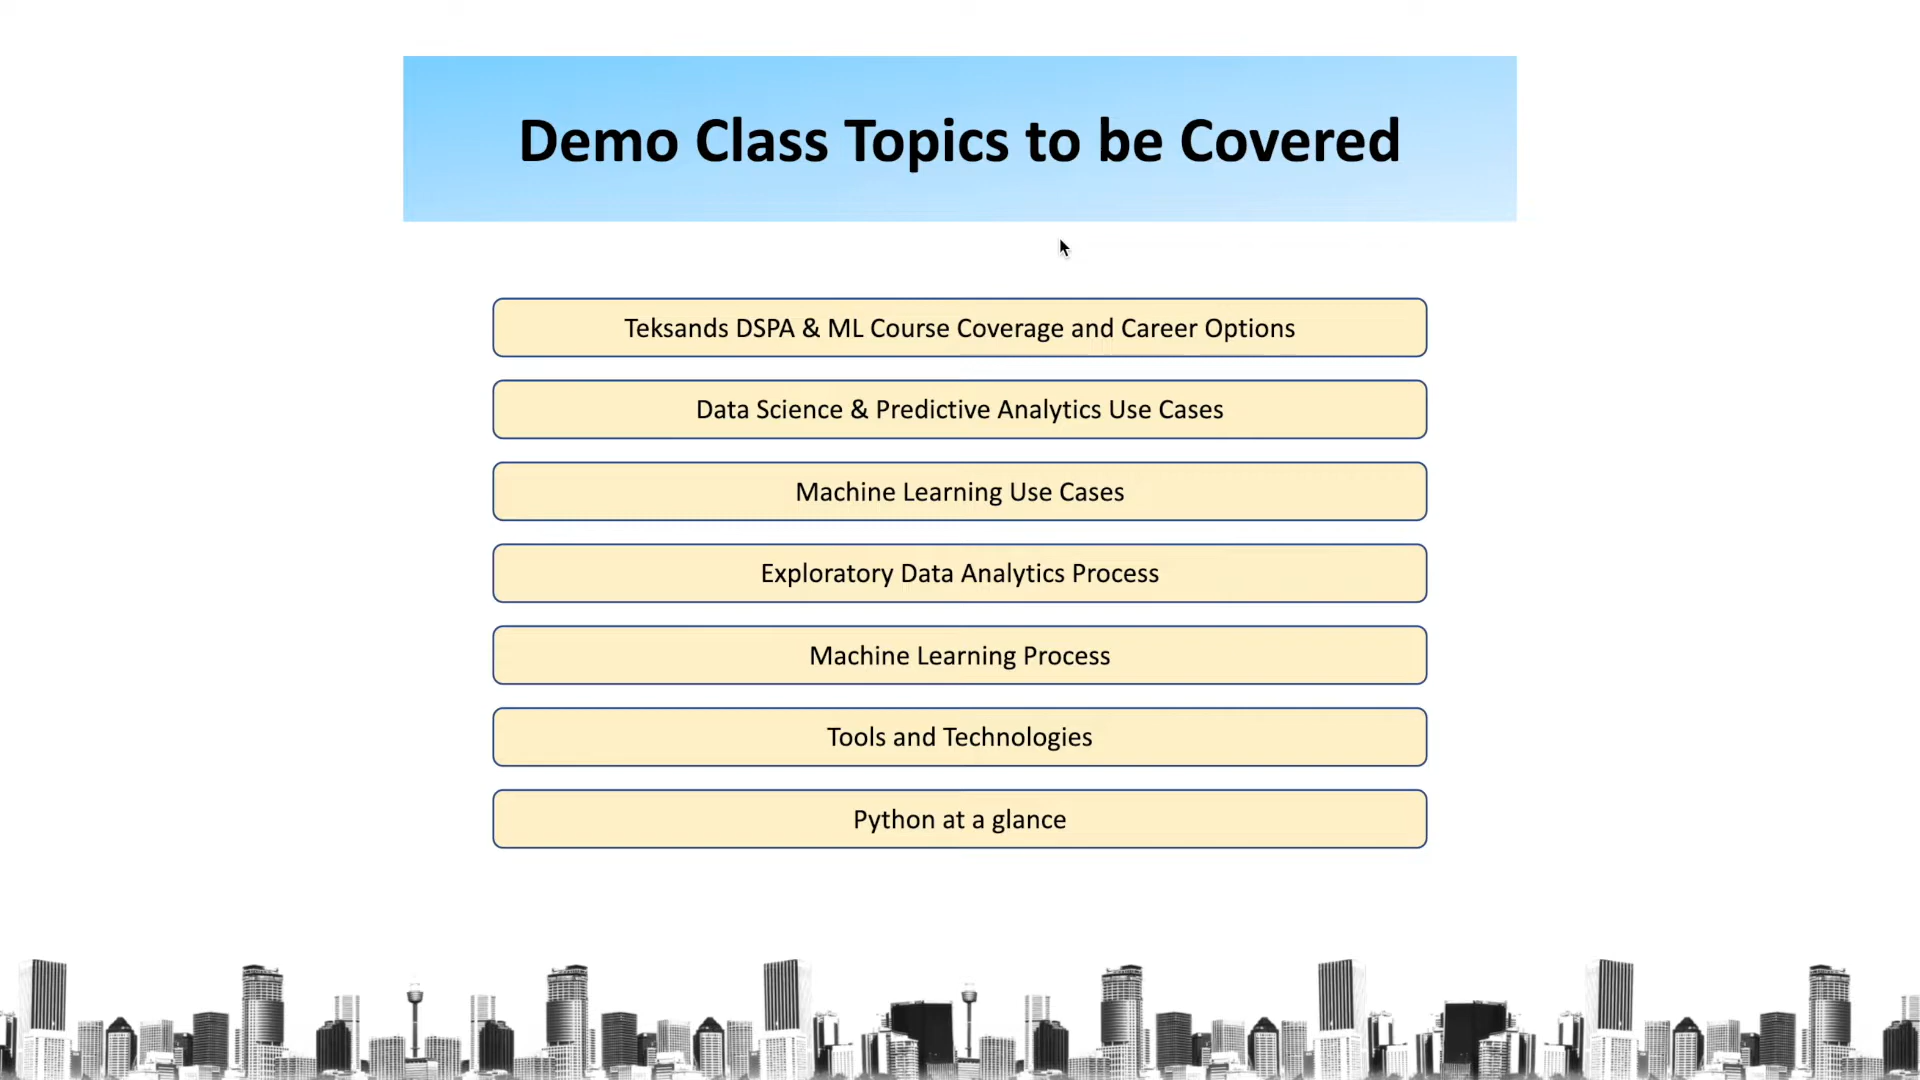 Demo Class Topics to be Covered
Teksands DSPA & ML Course Coverage and Career Options
Data Science & Predictive Analytics Use Cases
Machine Learning Use Cases
Exploratory Data Analytics Process
Machine Learning Process
Tools and Technologies
Python at a glance